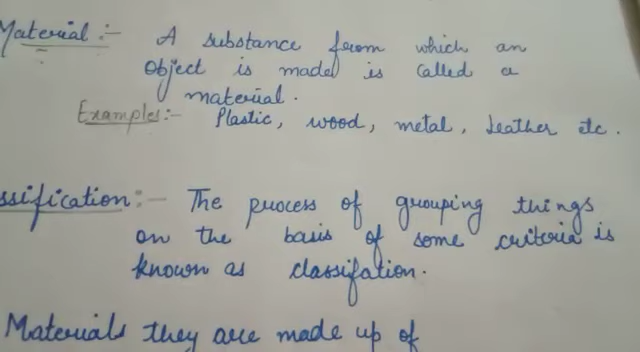 Material :-  A substance from which an
object is made is called a
material.
Examples:- Plastic, wood, metal, leather etc.
ssification:- The process of grouping things
on the basis of some criteria is
known as classifation.
Materials they are made up of